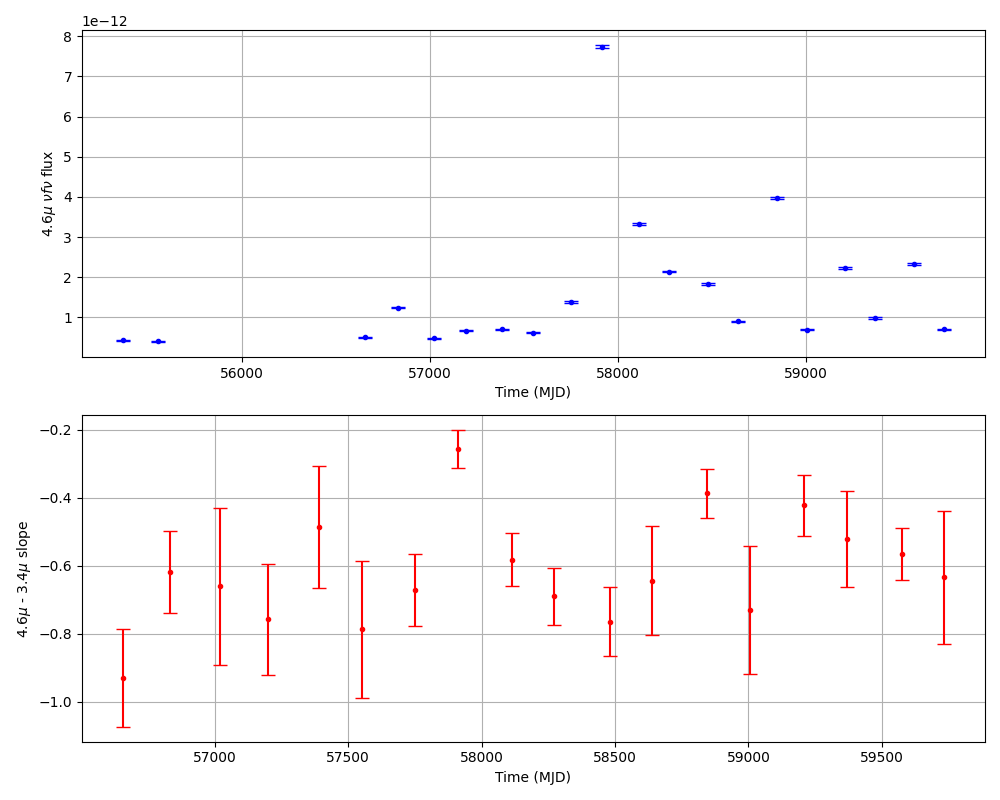 1e−12
8
7
6
5
4
3
2
1
4.6μ νfν flux
56000 57000 58000 59000
Time (MJD)
−0.2
−0.4
−0.6
−0.8
−1.0
4.6μ - 3.4μ slope
57000 57500 58000 58500 59000 59500
Time (MJD)